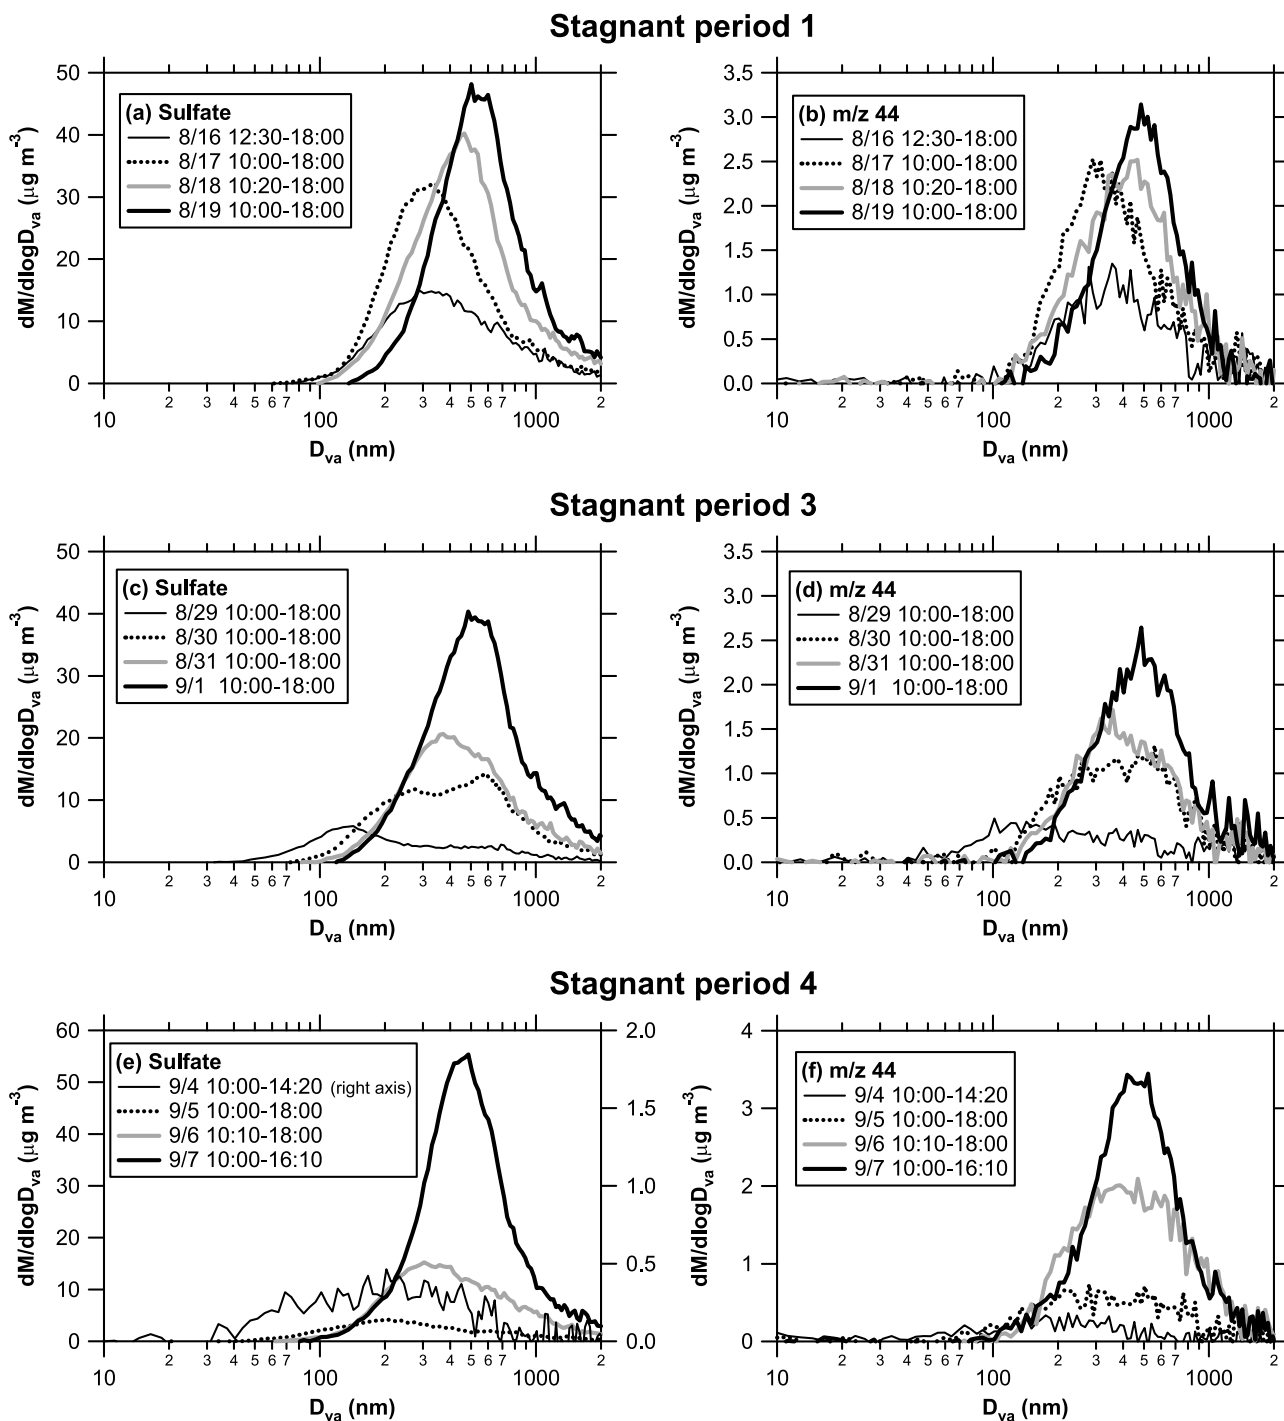 Stagnant period 1
50
40
30
20
10
0
dM/dlogDva (μg m-3)
(a) Sulfate
8/16 12:30-18:00
8/17 10:00-18:00
8/18 10:20-18:00
8/19 10:00-18:00
2 3 4 5 6 7 2 3 4 5 6 7 2
10 100 1000
Dva (nm)
3.5
3.0
2.5
2.0
1.5
1.0
0.5
0.0
dM/dlogDva (μg m-3)
(b) m/z 44
8/16 12:30-18:00
8/17 10:00-18:00
8/18 10:20-18:00
8/19 10:00-18:00
2 3 4 5 6 7 2 3 4 5 6 7 2
10 100 1000
Dva (nm)
Stagnant period 3
50
40
30
20
10
0
dM/dlogDva (μg m-3)
(c) Sulfate
8/29 10:00-18:00
8/30 10:00-18:00
8/31 10:00-18:00
9/1 10:00-18:00
2 3 4 5 6 7 2 3 4 5 6 7 2
10 100 1000
Dva (nm)
3.5
3.0
2.5
2.0
1.5
1.0
0.5
0.0
dM/dlogDva (μg m-3)
(d) m/z 44
8/29 10:00-18:00
8/30 10:00-18:00
8/31 10:00-18:00
9/1 10:00-18:00
2 3 4 5 6 7 2 3 4 5 6 7 2
10 100 1000
Dva (nm)
Stagnant period 4
60
50
40
30
20
10
0
dM/dlogDva (μg m-3)
(e) Sulfate
9/4 10:00-14:20 (right axis)
9/5 10:00-18:00
9/6 10:10-18:00
9/7 10:00-16:10
2.0
1.5
1.0
0.5
0.0
2 3 4 5 6 7 2 3 4 5 6 7 2
10 100 1000
Dva (nm)
4
3
2
1
0
dM/dlogDva (μg m-3)
(f) m/z 44
9/4 10:00-14:20
9/5 10:00-18:00
9/6 10:10-18:00
9/7 10:00-16:10
2 3 4 5 6 7 2 3 4 5 6 7 2
10 100 1000
Dva (nm)